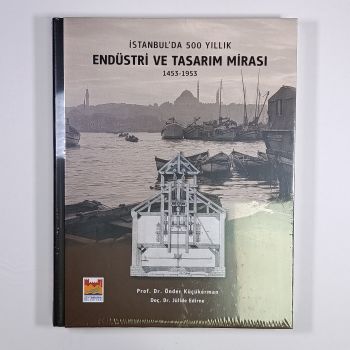 İSTANBUL'DA 500 YILLIK
ENDÜSTRİ VE TASARIM MİRASI
1453-1953
Prof. Dr. Önder Küçükerman
Doç. Dr. Jülide Edirne